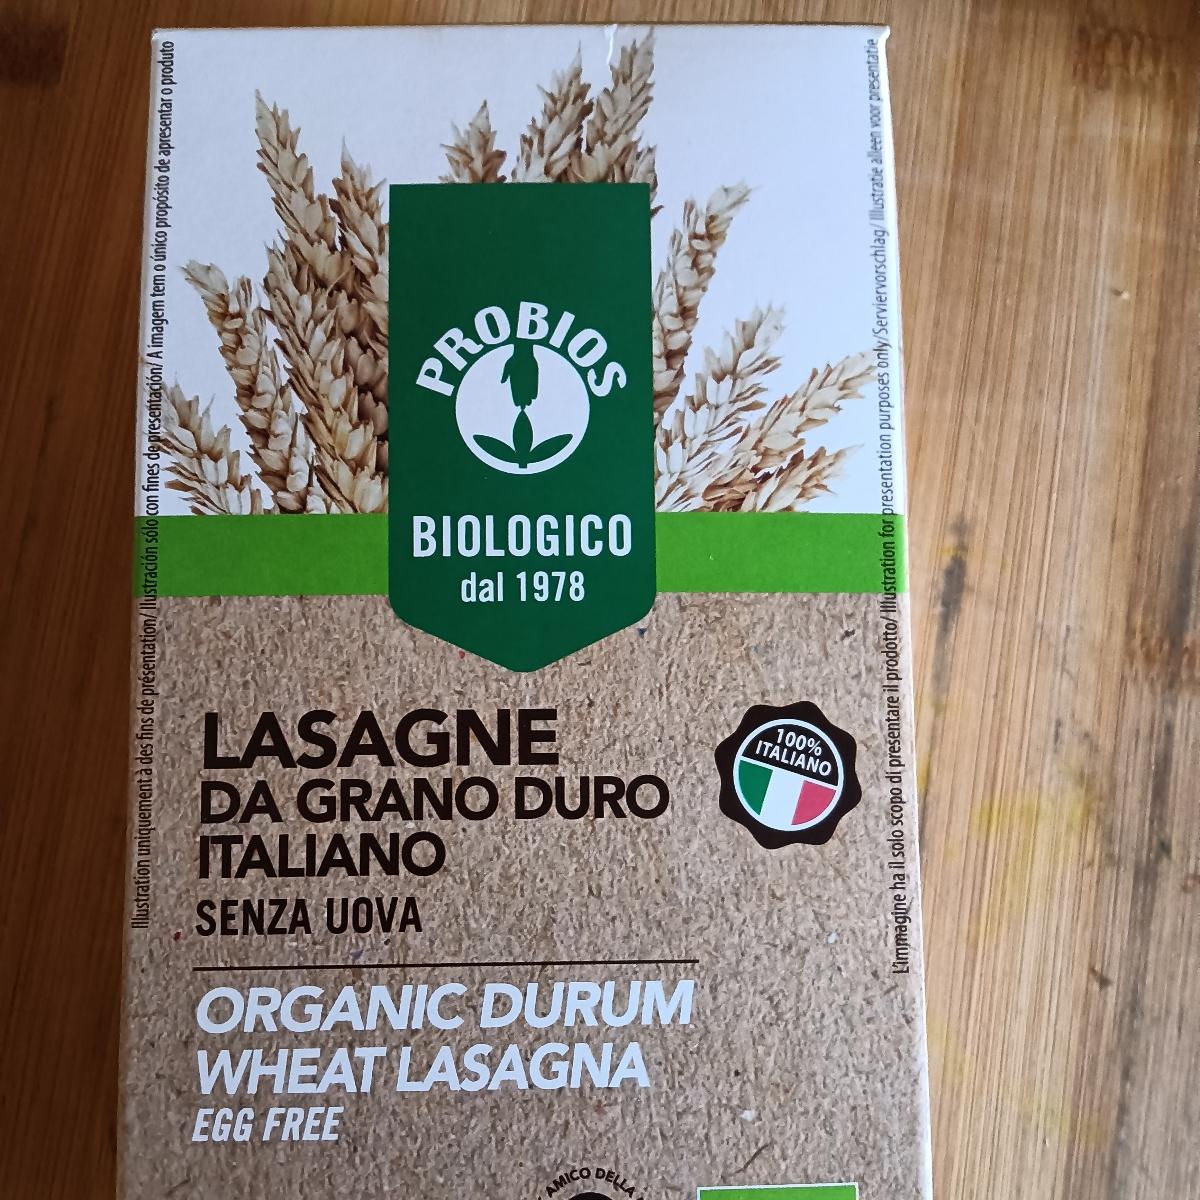 PROBIOS
BIOLOGICO
dal 1978
LASAGNE
DA GRANO DURO
ITALIANO
SENZA UOVA
100%
ITALIANO
ORGANIC DURUM
WHEAT LASAGNA
EGG FREE
AMICO DELLA
Illustration uniquement à des fins de présentation/ Ilustración sólo con fines de presentación/ A imagem tem o único propósito de apresentar o produto
L'immagine ha il solo scopo di presentare il prodotto/ Illustration for presentation purposes only/Serviervorschlag/ Illustratie alleen voor presentatie